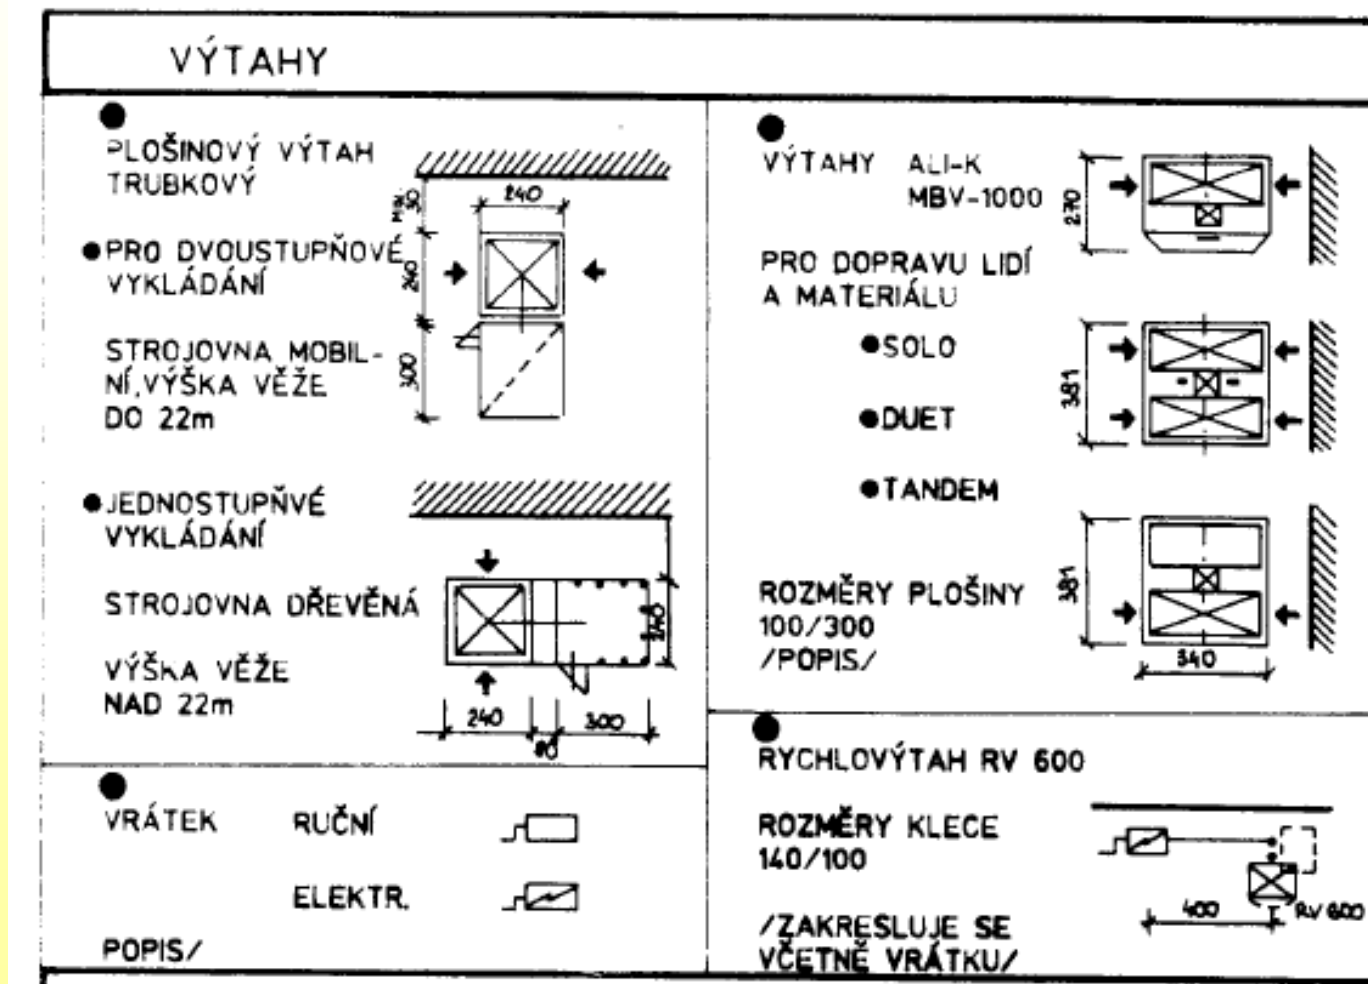 VÝTAHY
PLOŠINOVÝ VÝTAH
TRUBKOVÝ
PRO DVOUSTUPŇOVÉ
VYKLÁDÁNÍ
STROJOVNA MOBIL-
NÍ,VÝŠKA VĚŽE
DO 22m
240
30
240
300
JEDNOSTUPŇVÉ
VYKLÁDÁNÍ
STROJOVNA DŘEVĚNÁ
VÝŠKA VĚŽE
NAD 22m
240
240
300
VRÁTEK RUČNÍ
ELEKTR.
POPIS/
VÝTAHY ALI-K
MBV-1000
PRO DOPRAVU LIDÍ
A MATERIÁLU
SOLO
DUET
TANDEM
ROZMĚRY PLOŠINY
100/300
/POPIS/
270
381
381
340
RYCHLOVÝTAH RV 600
ROZMĚRY KLECE
140/100
/ZAKRESLUJE SE
VČETNĚ VRÁTKU/
400
RV 600